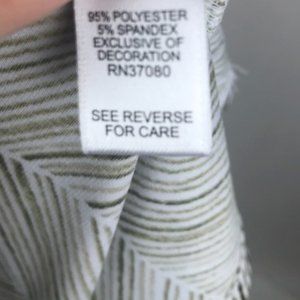 95% POLYESTER
5% SPANDEX
EXCLUSIVE OF
DECORATION
RN37080
SEE REVERSE
FOR CARE